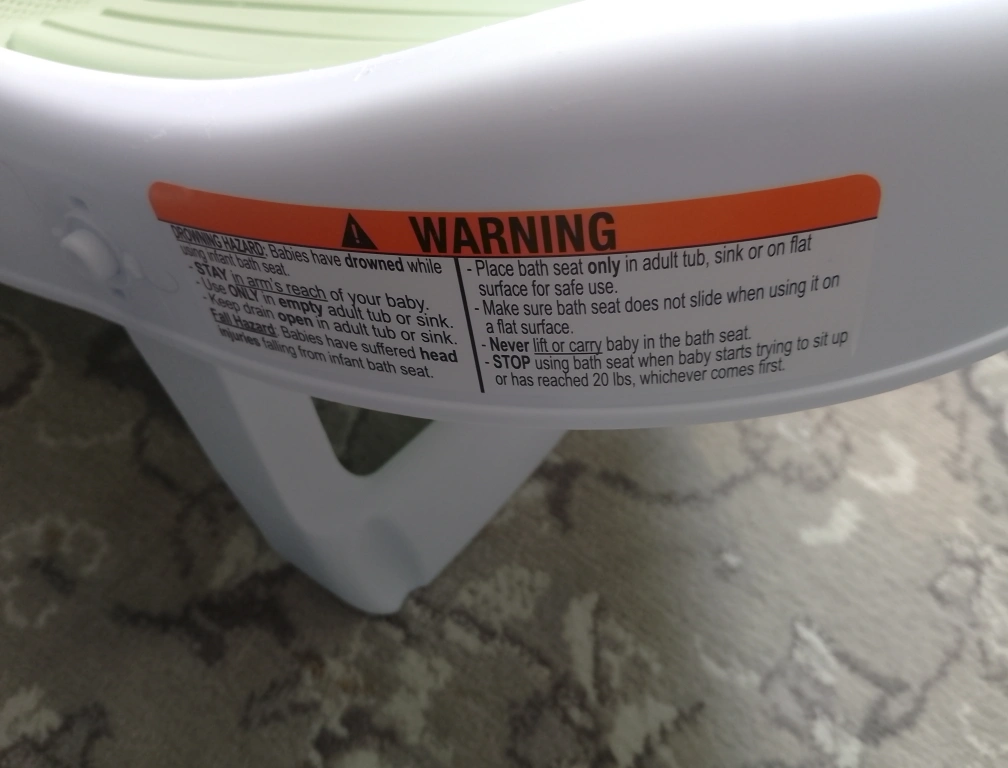 WARNING
DROWNING HAZARD: Babies have drowned while
using infant bath seat.
- STAY in arm's reach of your baby.
- Use ONLY in empty adult tub or sink.
- Keep drain open in adult tub or sink.
Fall Hazard: Babies have suffered head
injuries falling from infant bath seat.
- Place bath seat only in adult tub, sink or on flat
surface for safe use.
- Make sure bath seat does not slide when using it on
a flat surface.
- Never lift or carry baby in the bath seat.
- STOP using bath seat when baby starts trying to sit up
or has reached 20 lbs, whichever comes first.